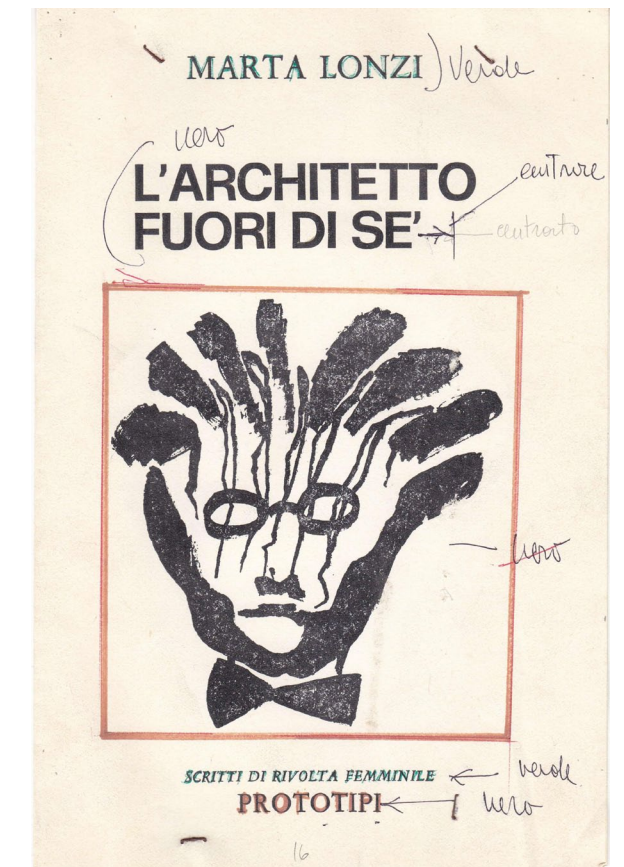 MARTA LONZI) Verde
nero
L'ARCHITETTO
FUORI DI SE'
centrare
centrato
nero
SCRITTI DI RIVOLTA FEMMINILE
verde
PROTOTIPI
nero
16